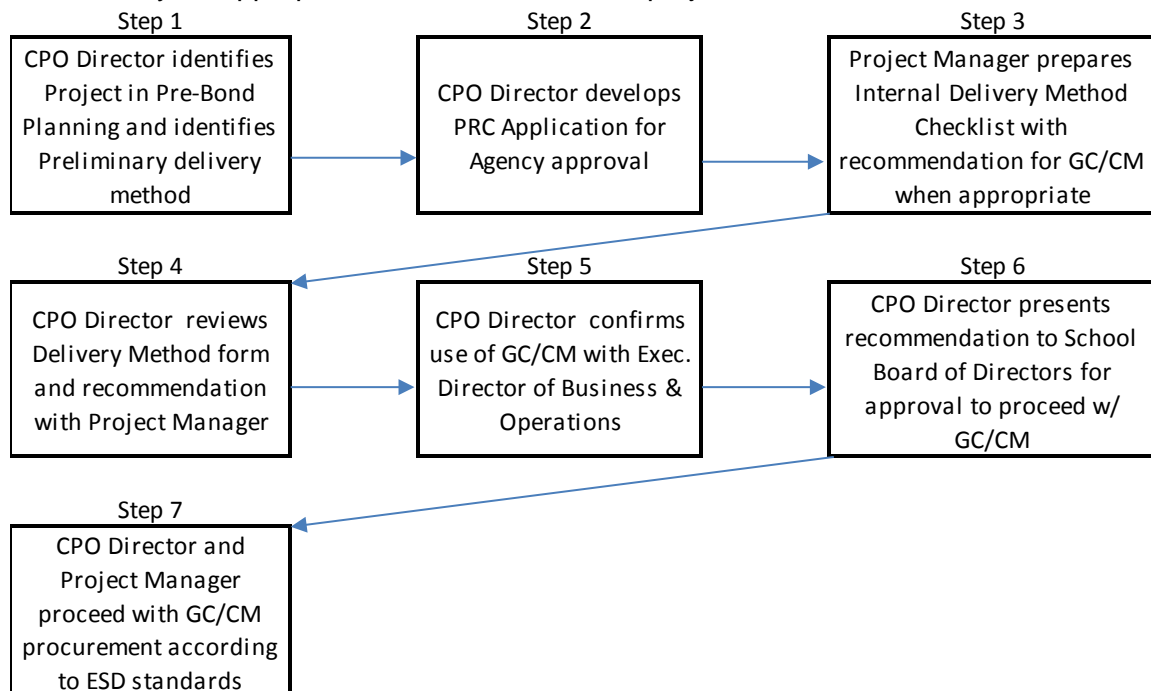 Step 1
CPO Director identifies
Project in Pre-Bond
Planning and identifies
Preliminary delivery
method
Step 2
CPO Director develops
PRC Application for
Agency approval
Step 3
Project Manager prepares
Internal Delivery Method
Checklist with
recommendation for GC/CM
when appropriate
Step 4
CPO Director reviews
Delivery Method form
and recommendation
with Project Manager
Step 5
CPO Director confirms
use of GC/CM with Exec.
Director of Business &
Operations
Step 6
CPO Director presents
recommendation to School
Board of Directors for
approval to proceed w/
GC/CM
Step 7
CPO Director and
Project Manager
proceed with GC/CM
procurement according
to ESD standards